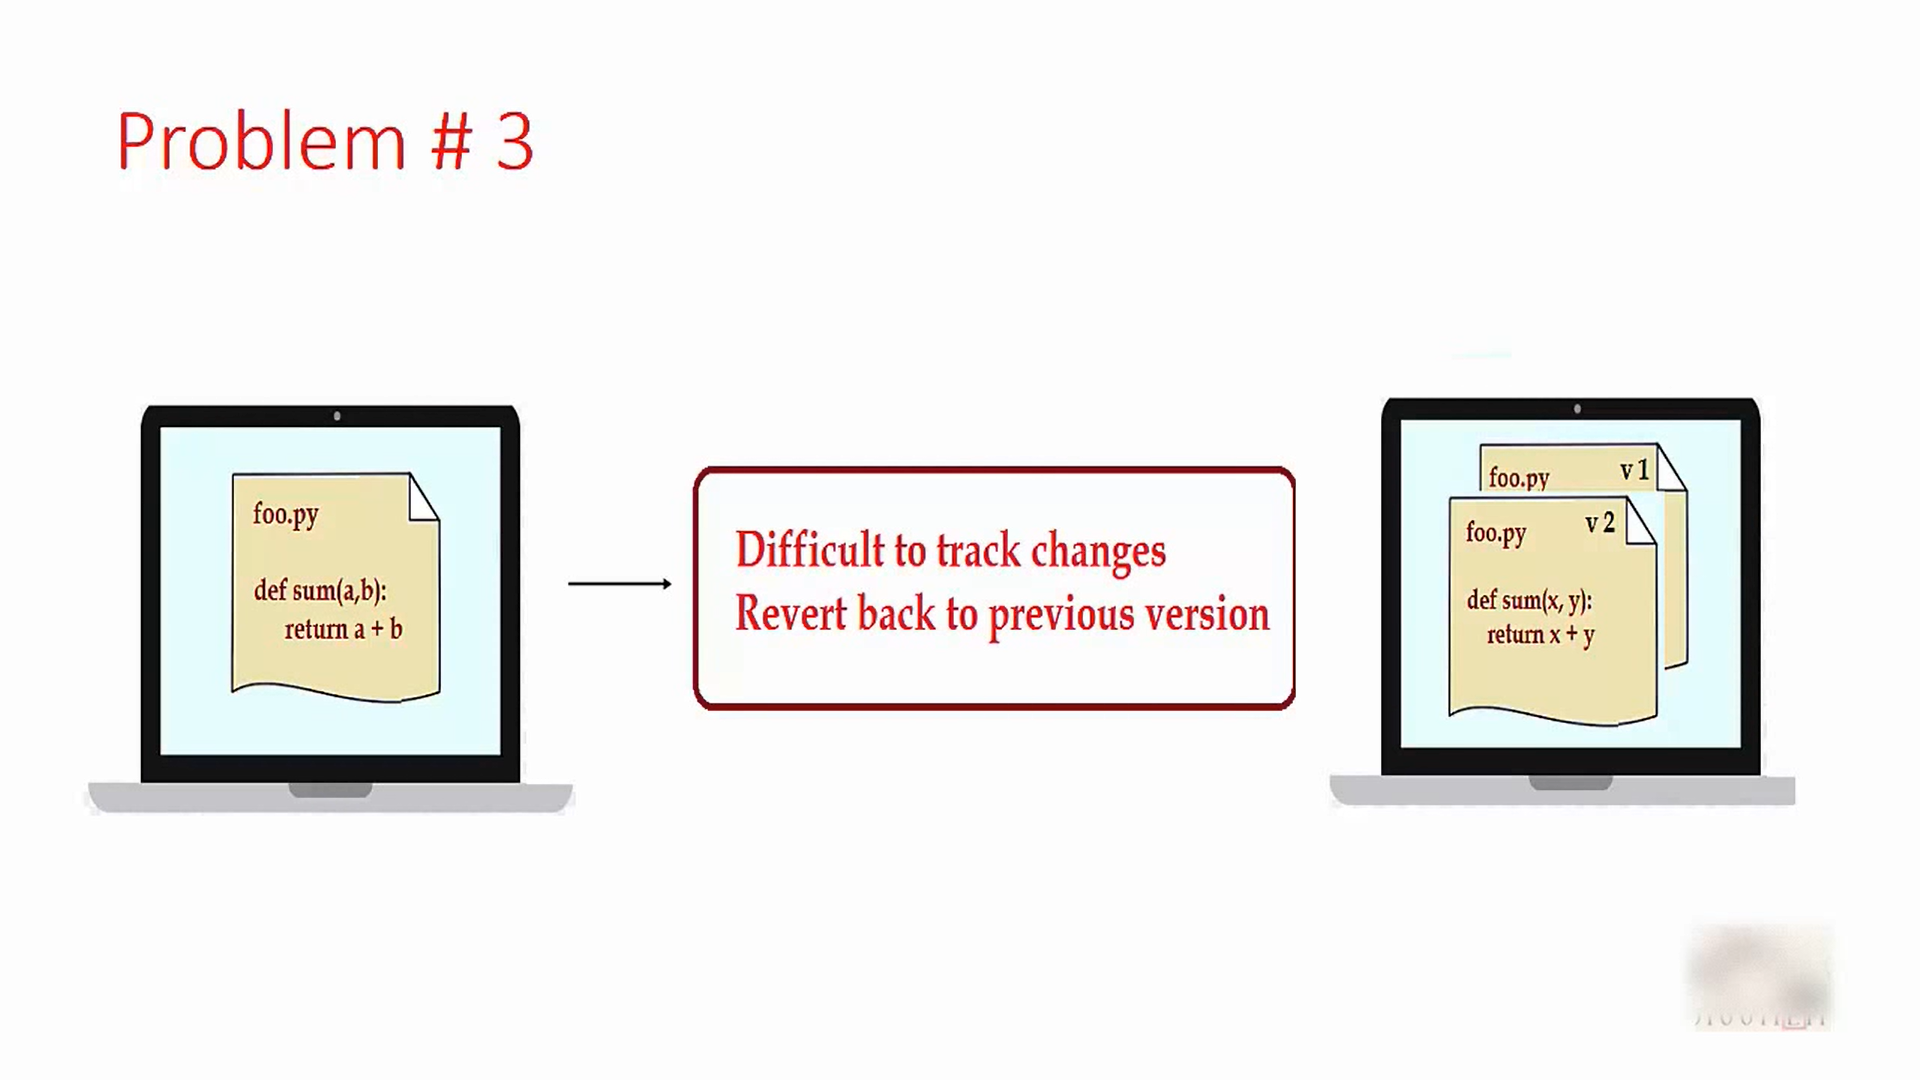 Problem # 3
foo.py
def sum(a,b):
return a + b
Difficult to track changes
Revert back to previous version
foo.py v 1
foo.py v 2
def sum(x, y):
return x + y